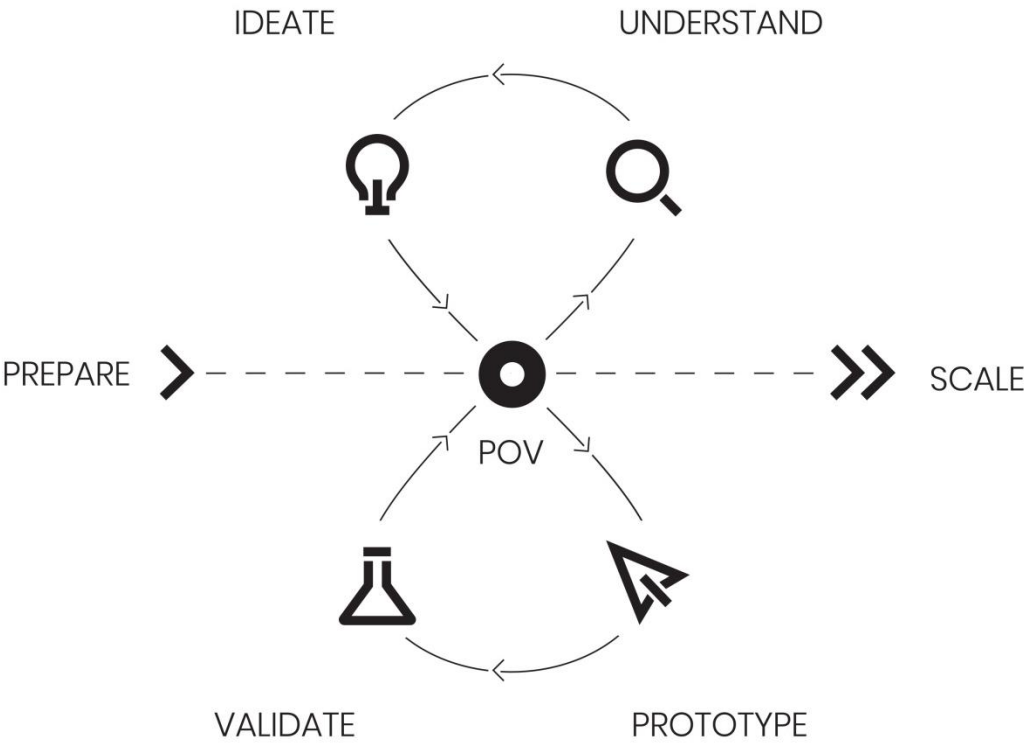 IDEATE
UNDERSTAND
PREPARE
SCALE
POV
VALIDATE
PROTOTYPE